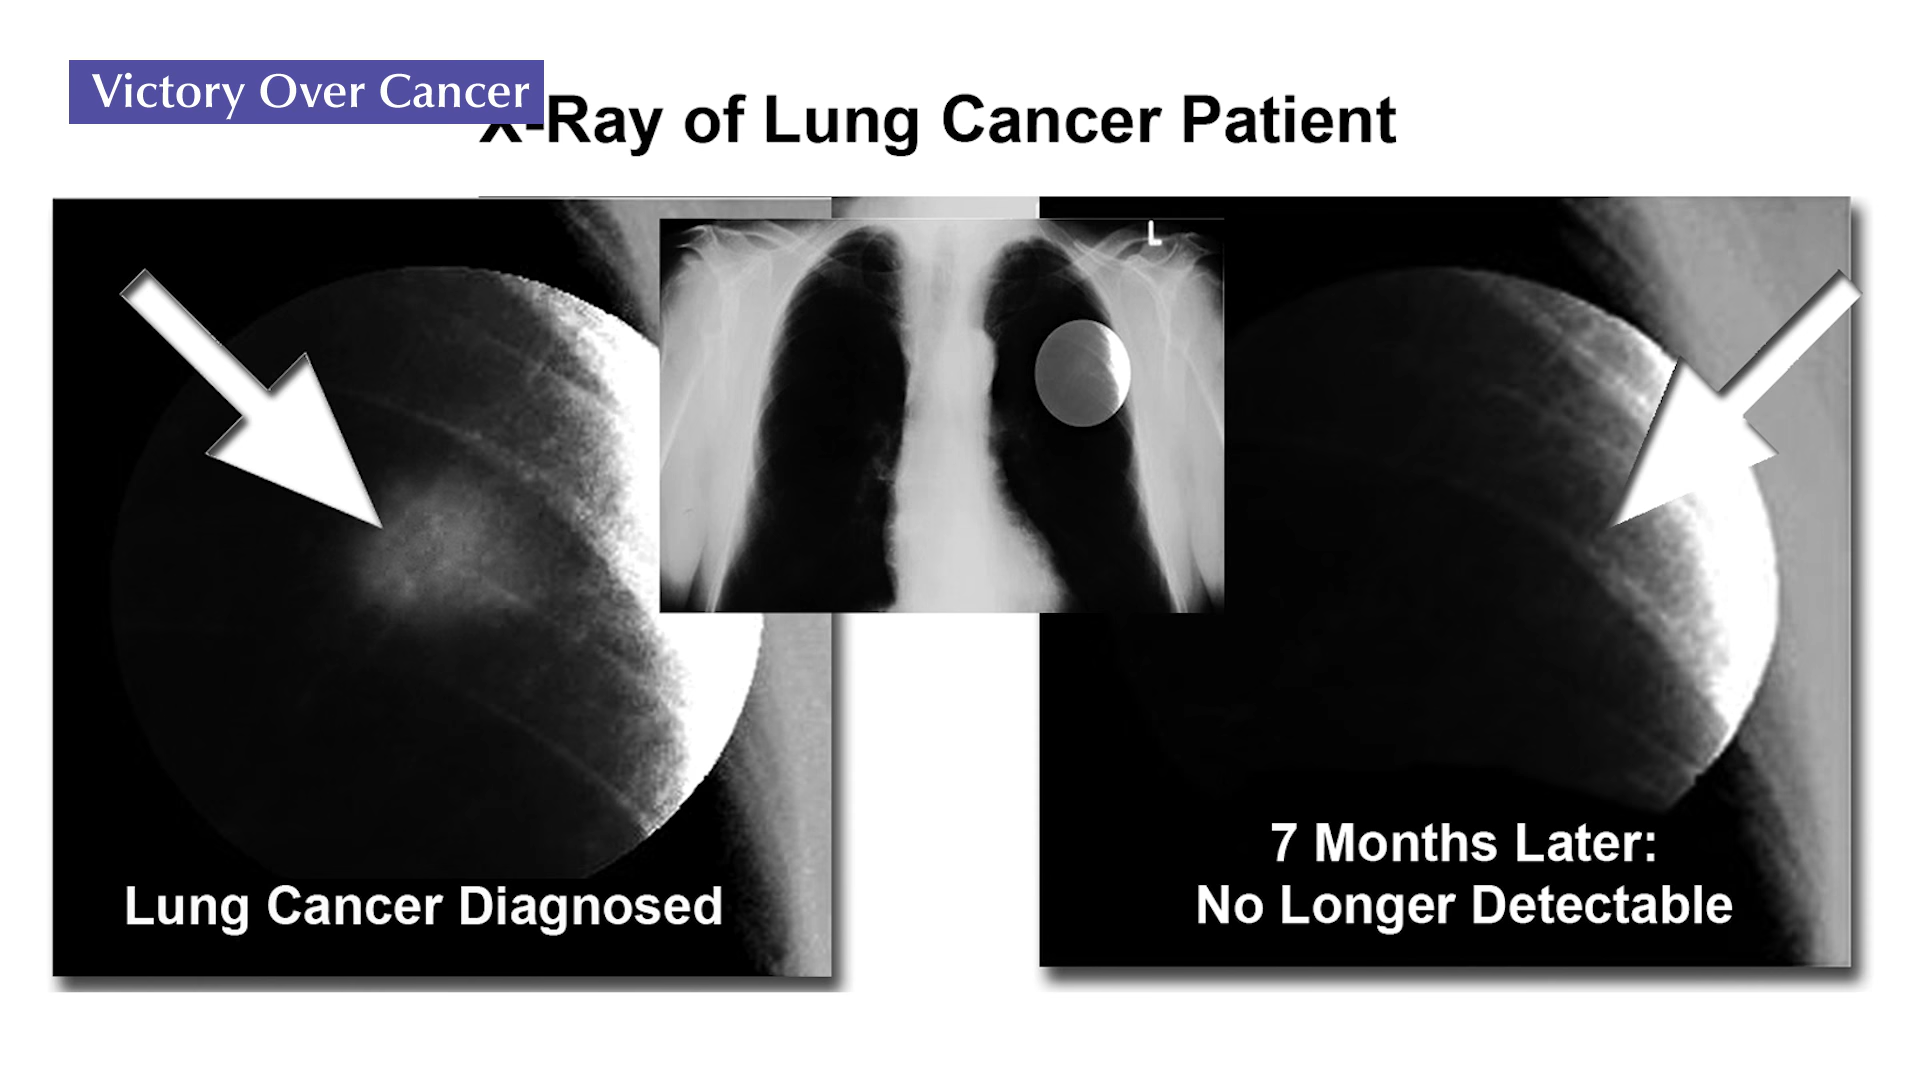 Victory Over Cancer
X-Ray of Lung Cancer Patient
L
Lung Cancer Diagnosed
7 Months Later:
No Longer Detectable